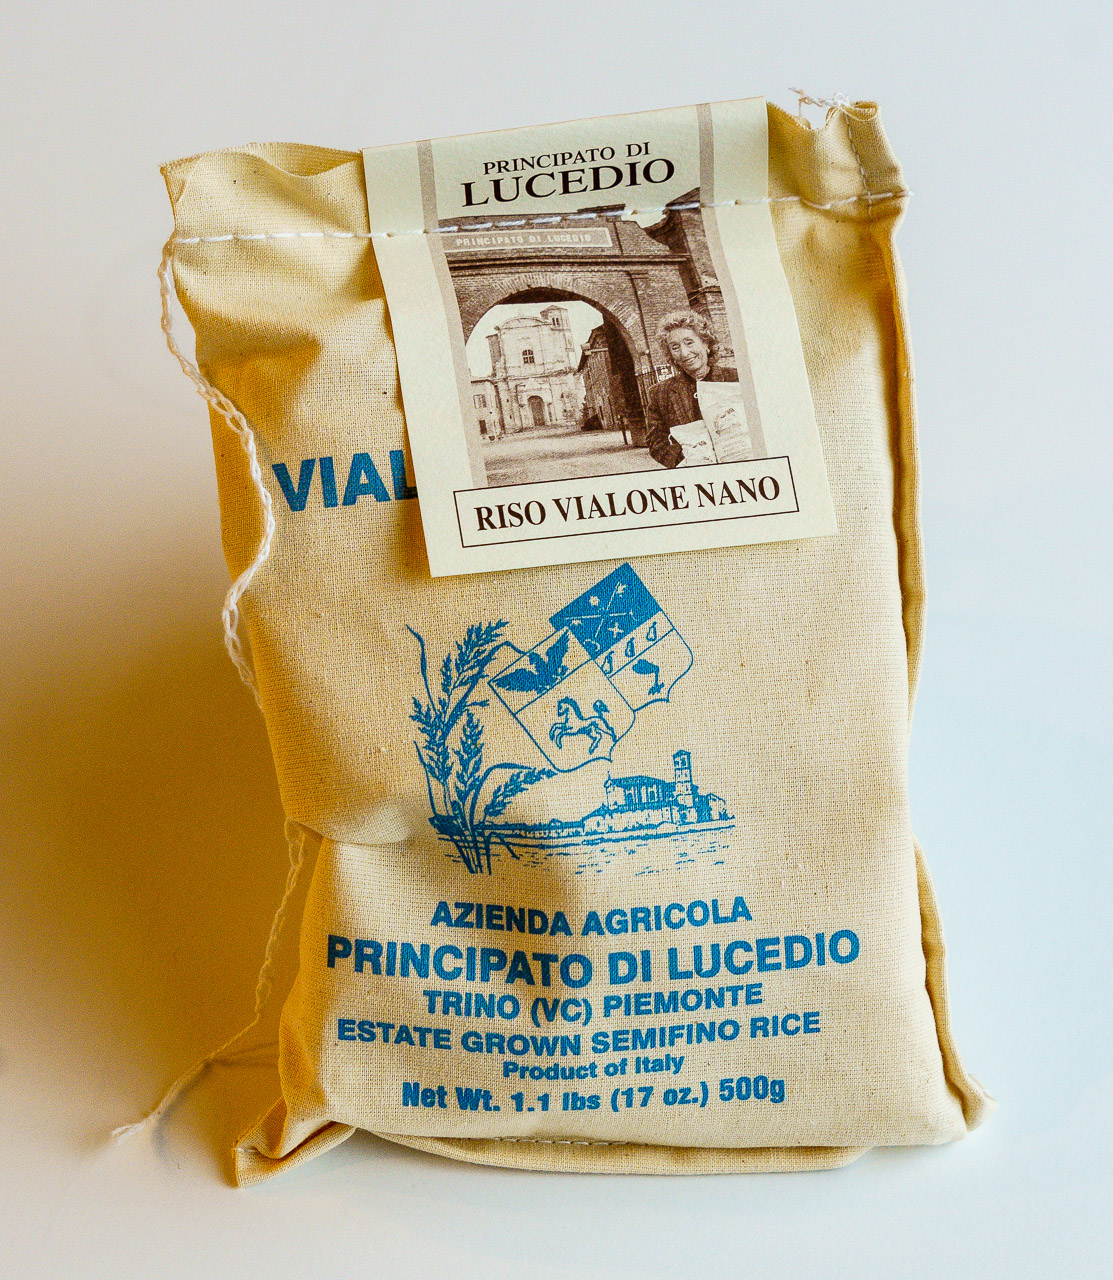 PRINCIPATO DI
LUCEDIO
PRINCIPATO DI LUCEDIO
RISO VIALONE NANO
VIAL
AZIENDA AGRICOLA
PRINCIPATO DI LUCEDIO
TRINO (VC) PIEMONTE
ESTATE GROWN SEMIFINO RICE
Product of Italy
Net Wt. 1.1 lbs (17 oz.) 500g